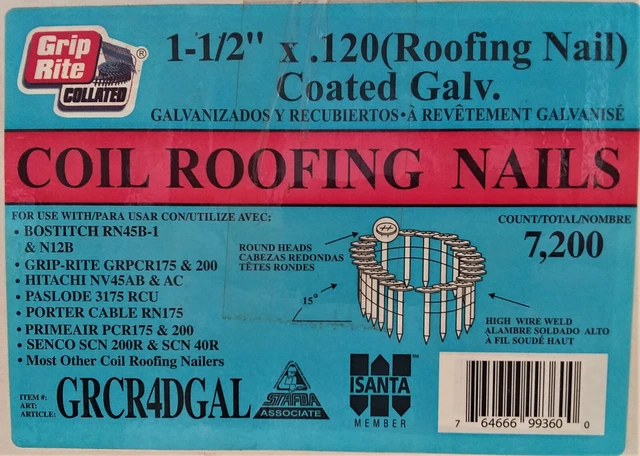 Grip
Rite
COLLATED
®
1-1/2" x .120(Roofing Nail)
Coated Galv.
GALVANIZADOS Y RECUBIERTOS•À REVÊTEMENT GALVANISÉ
COIL ROOFING NAILS
FOR USE WITH/PARA USAR CON/UTILIZE AVEC:
• BOSTITCH RN45B-1
& N12B
• GRIP-RITE GRPCR175 & 200
• HITACHI NV45AB & AC
• PASLODE 3175 RCU
• PORTER CABLE RN175
• PRIMEAIR PCR175 & 200
• SENCO SCN 200R & SCN 40R
• Most Other Coil Roofing Nailers
ROUND HEADS
CABEZAS REDONDAS
TÊTES RONDES
15°
COUNT/TOTAL/NOMBRE
7,200
HIGH WIRE WELD
ALAMBRE SOLDADO ALTO
À FIL SOUDÉ HAUT
ITEM #:
ART:
ARTICLE:
GRCR4DGAL
STAFDA
ASSOCIATE
ISANTA
™
MEMBER
7 64666 99360 0